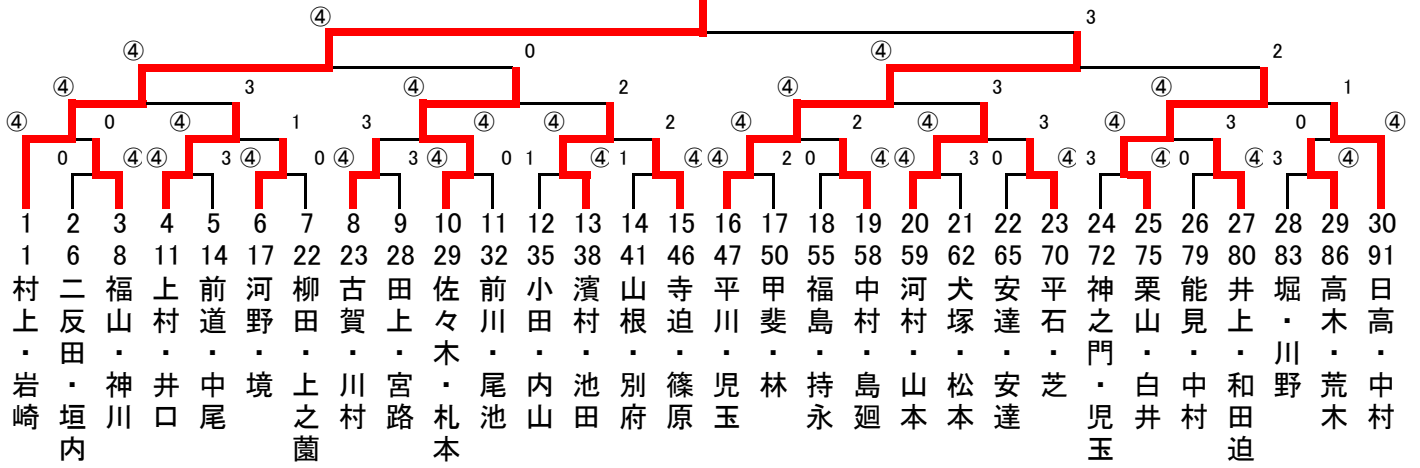 ④ 3
④ 0 ④ 2
④ 3 ④ 2 ④ 3 ④ 1
④ 0 ④ 1 3 ④ ④ 2 ④ 2 ④ 3 ④ 3 0 ④
0 ④ ④ 3 ④ 0 ④ 3 ④ 0 1 ④ 1 ④ ④ 2 0 ④ ④ 3 0 ④ 3 ④ 0 ④ 3 ④
1 2 3 4 5 6 7 8 9 10 11 12 13 14 15 16 17 18 19 20 21 22 23 24 25 26 27 28 29 30
1 6 8 11 14 17 22 23 28 29 32 35 38 41 46 47 50 55 58 59 62 65 70 72 75 79 80 83 86 91
村上・岩崎
二反田・垣内
福山・神川
上村・井口
前道・中尾
河野・境
柳田・上之薗
古賀・川村
田上・宮路
佐々木・札本
前川・尾池
小田・内山
濱村・池田
山根・別府
寺迫・篠原
平川・児玉
甲斐・林
福島・持永
中村・島廻
河村・山本
犬塚・松本
安達・安達
平石・芝
神之門・児玉
栗山・白井
能見・中村
井上・和田迫
堀・川野
高木・荒木
日高・中村